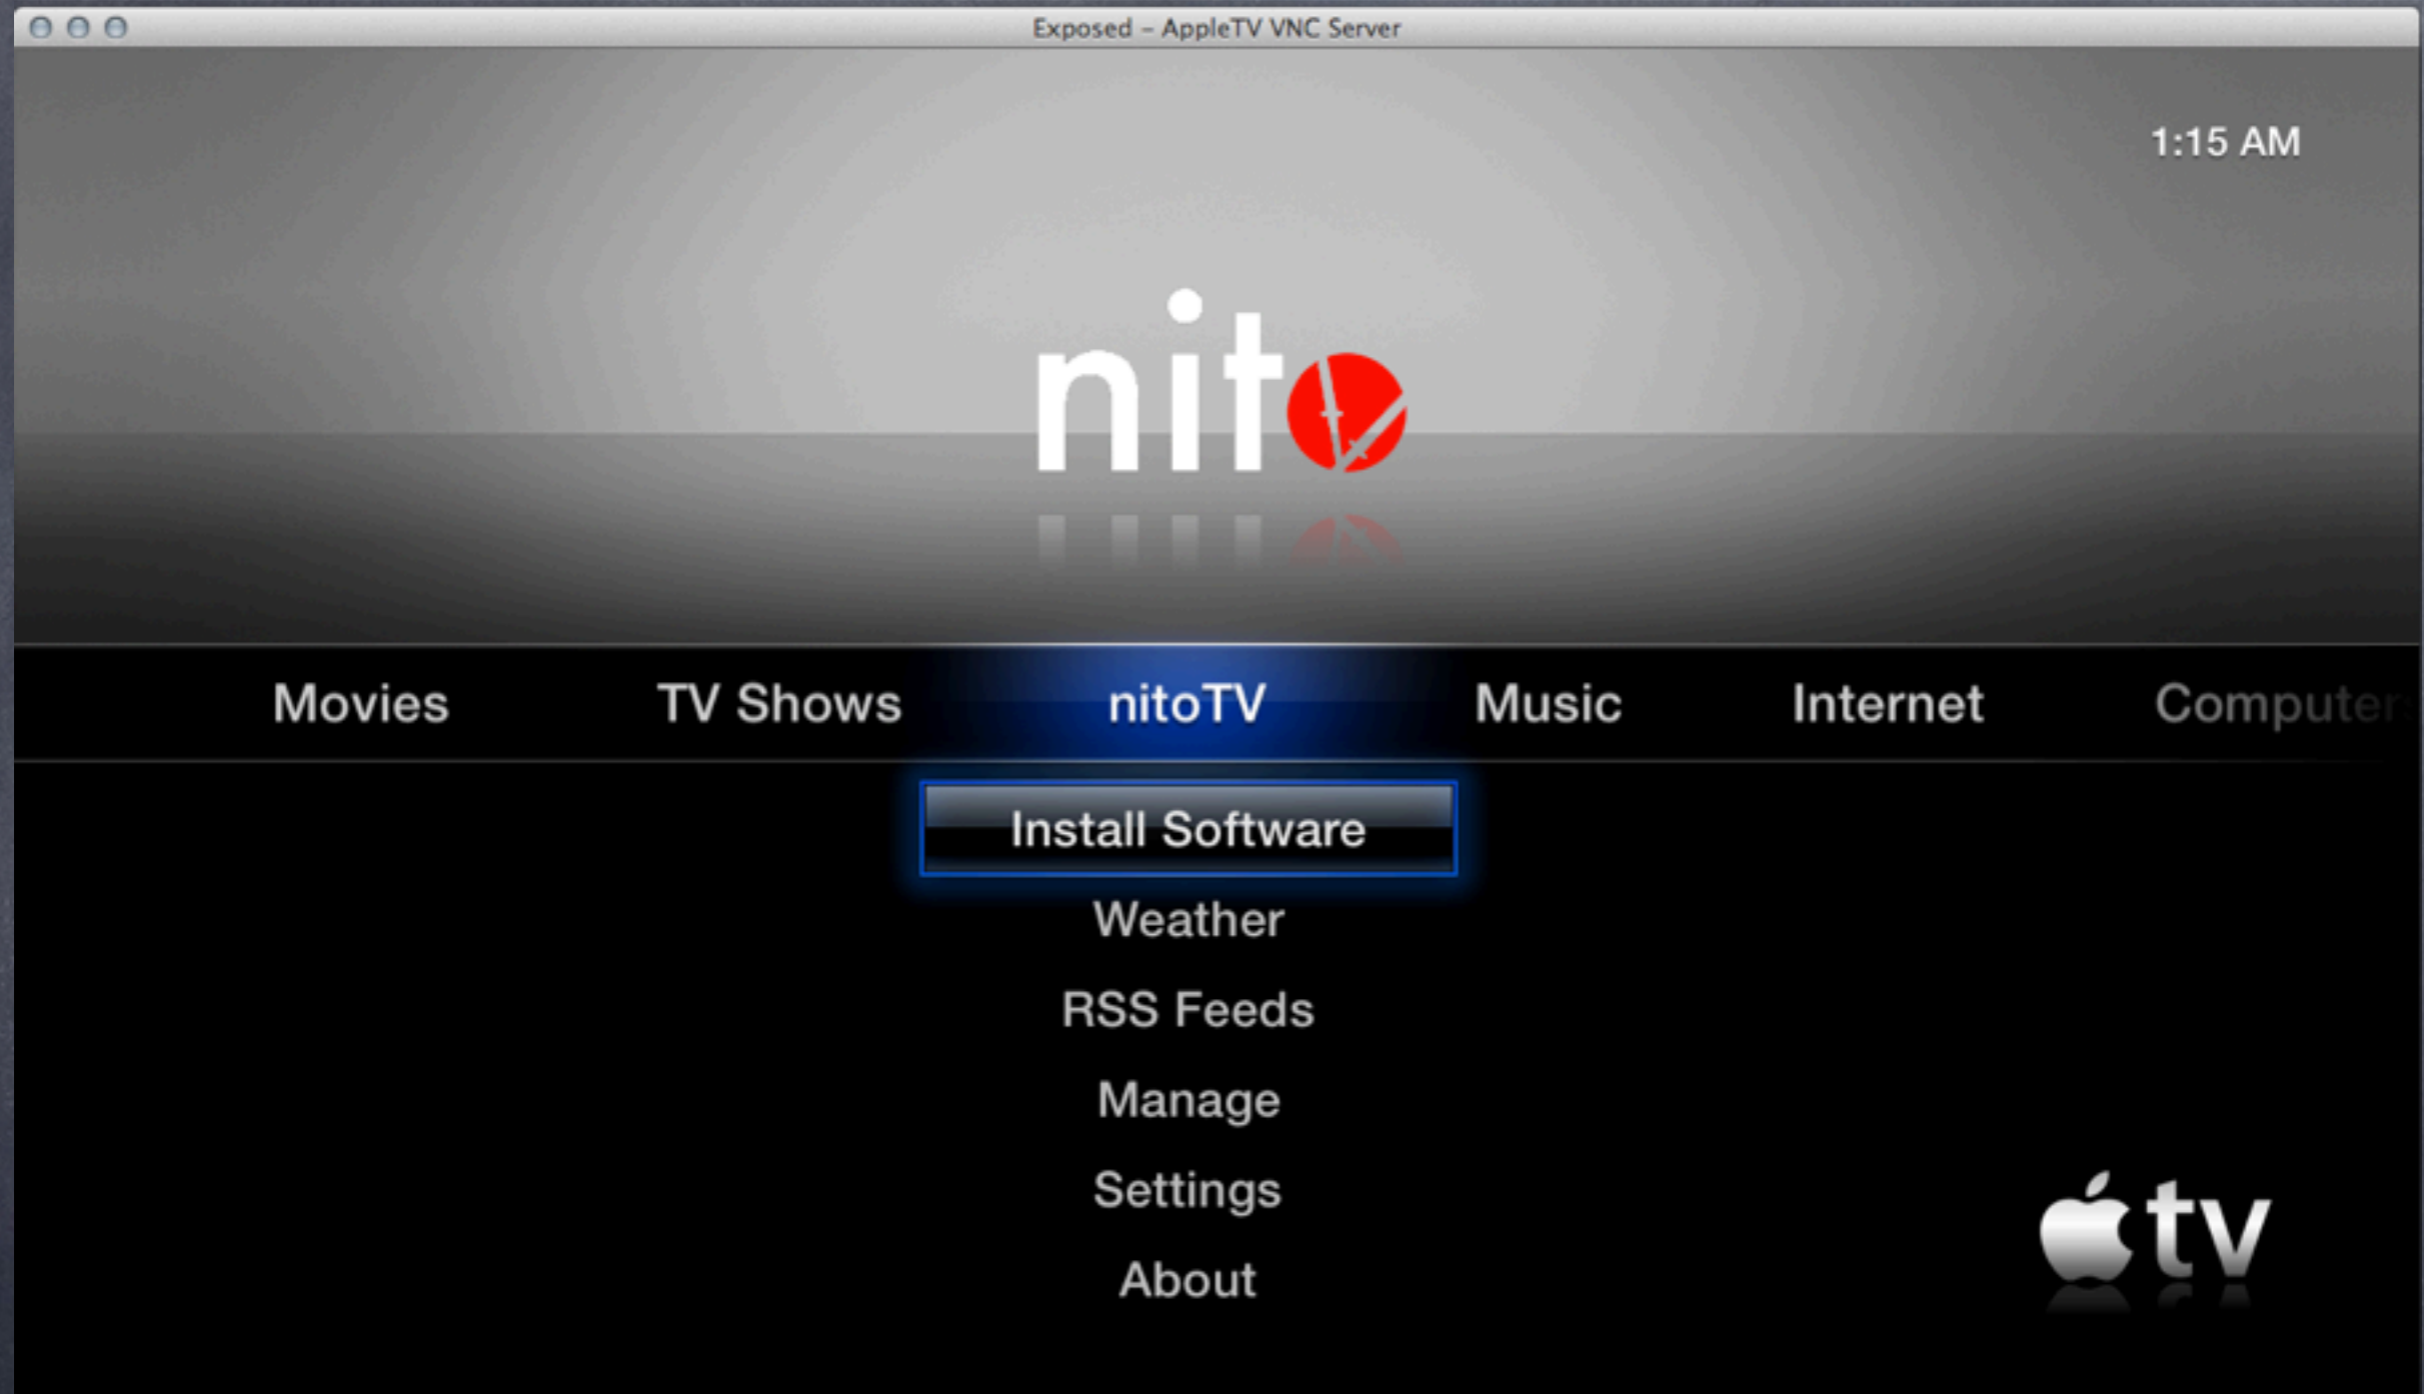 Exposed – AppleTV VNC Server
1:15 AM
nito
Movies TV Shows nitoTV Music Internet Computers
Install Software
Weather
RSS Feeds
Manage
Settings
tv
About